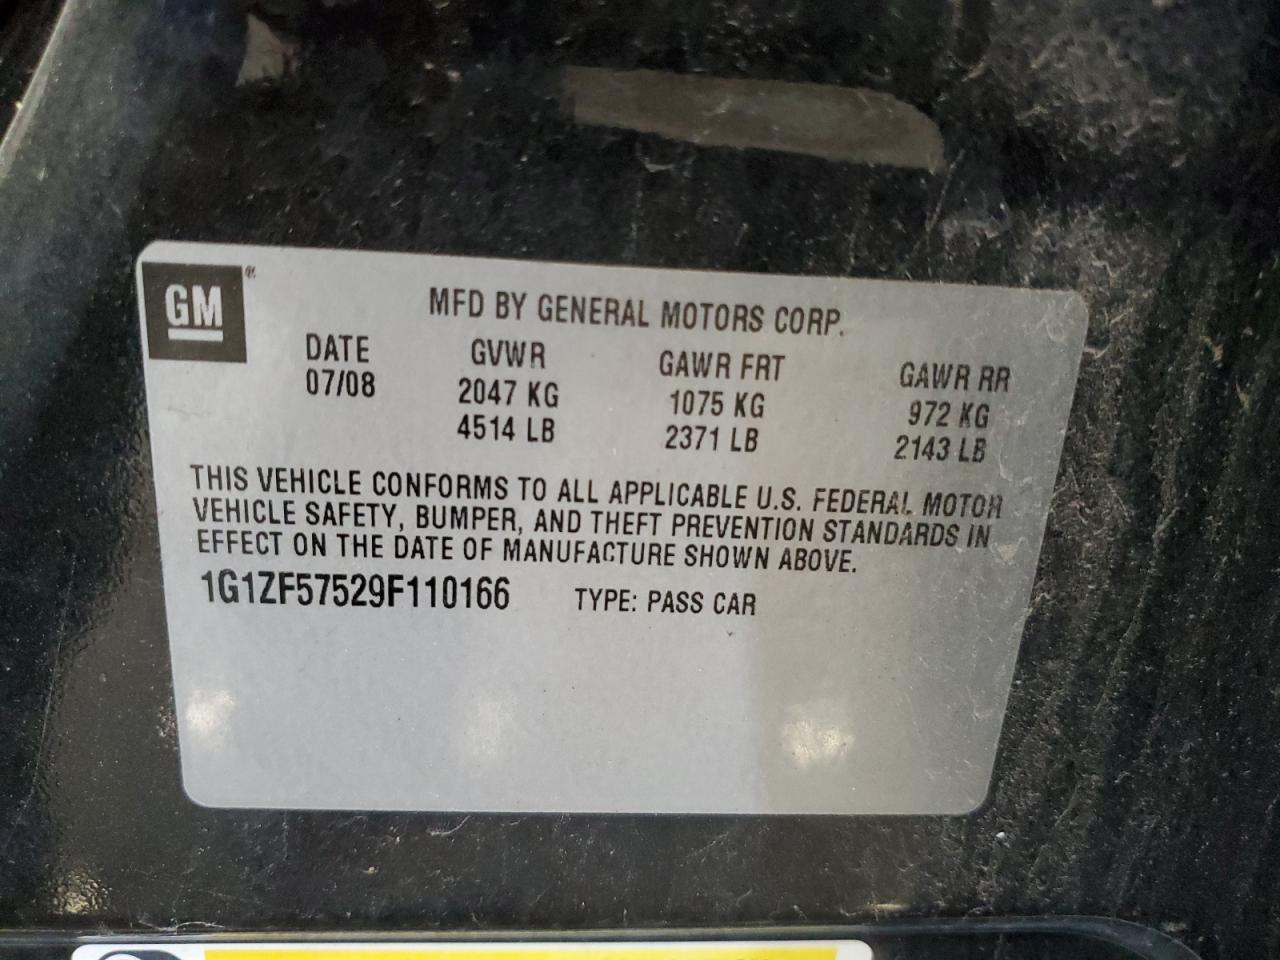 GM ®
MFD BY GENERAL MOTORS CORP.
DATE GVWR GAWR FRT GAWR RR
07/08 2047 KG 1075 KG 972 KG
4514 LB 2371 LB 2143 LB
THIS VEHICLE CONFORMS TO ALL APPLICABLE U.S. FEDERAL MOTOR
VEHICLE SAFETY, BUMPER, AND THEFT PREVENTION STANDARDS IN
EFFECT ON THE DATE OF MANUFACTURE SHOWN ABOVE.
1G1ZF57529F110166 TYPE: PASS CAR